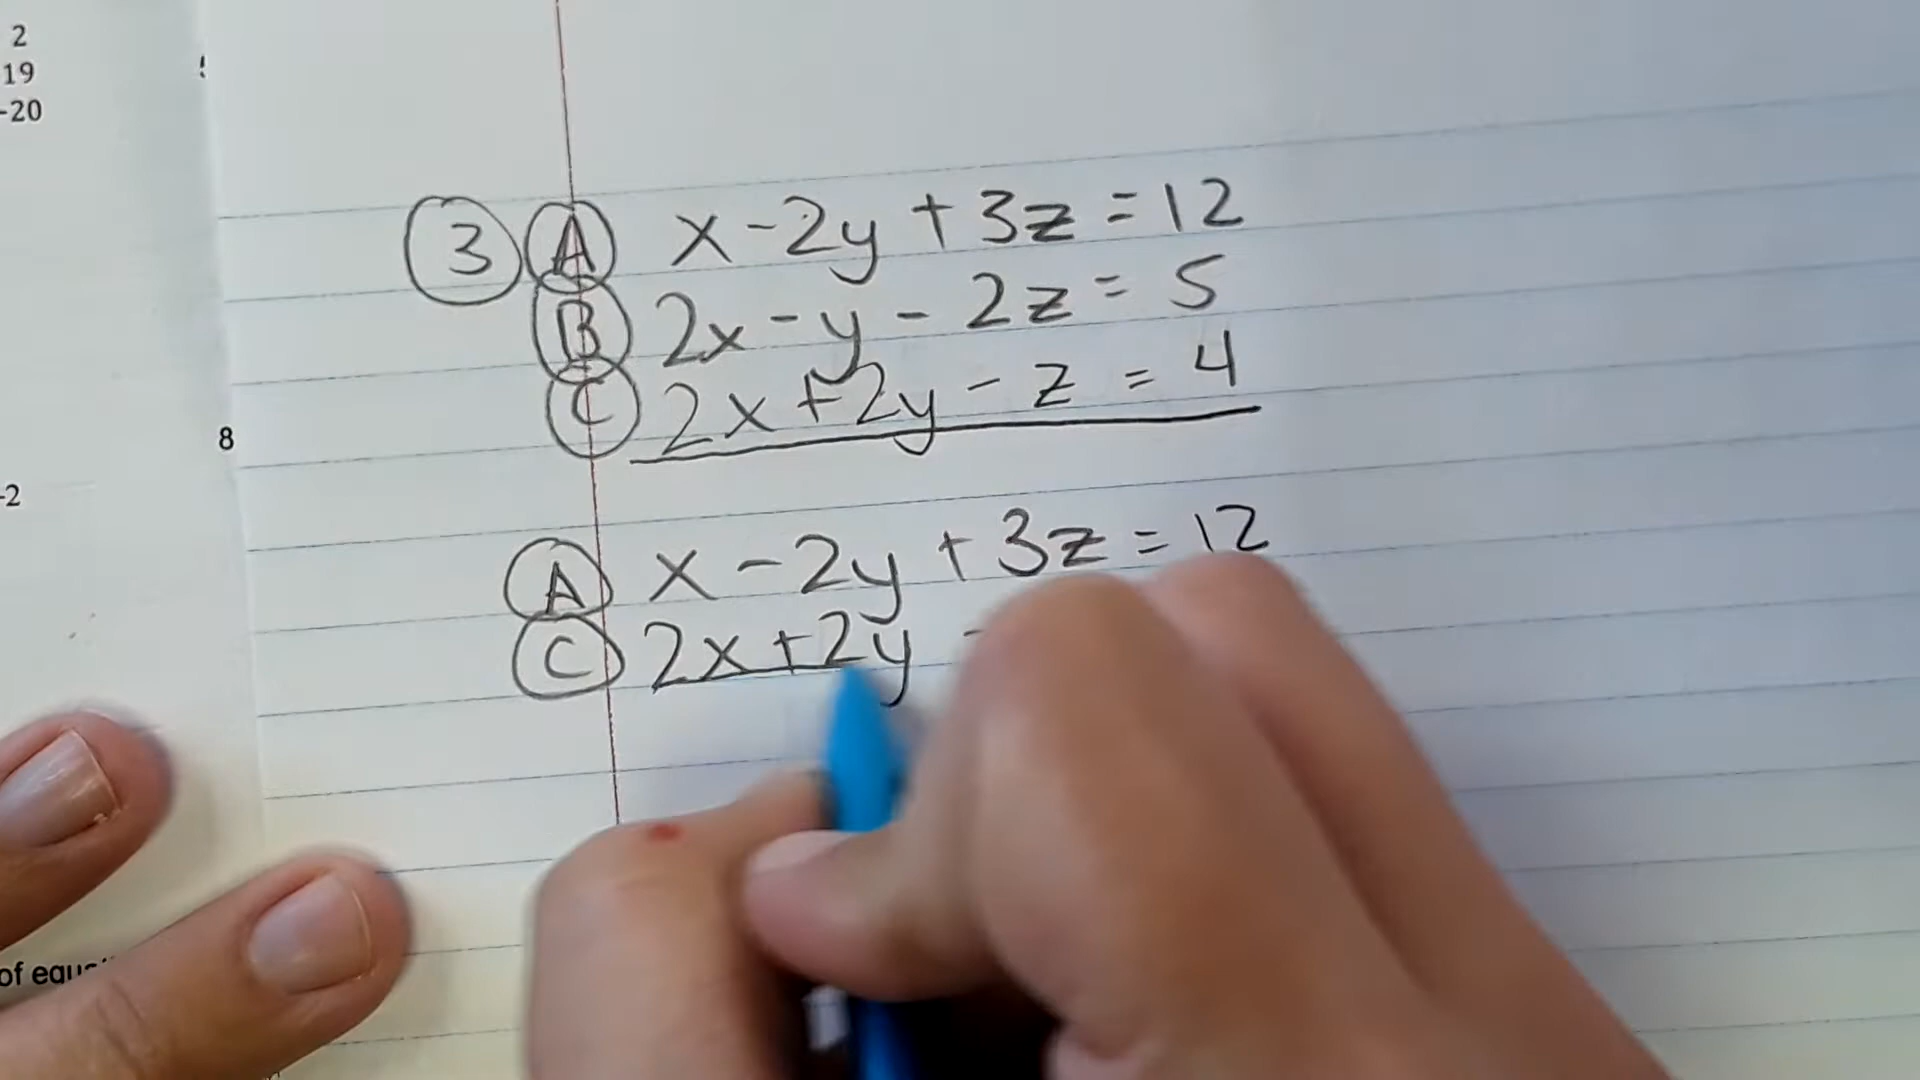 2
19
-20
8
-2
3 A x - 2y + 3z = 12
B 2x - y - 2z = 5
C 2x + 2y - z = 4
A x - 2y + 3z = 12
C 2x + 2y -
of